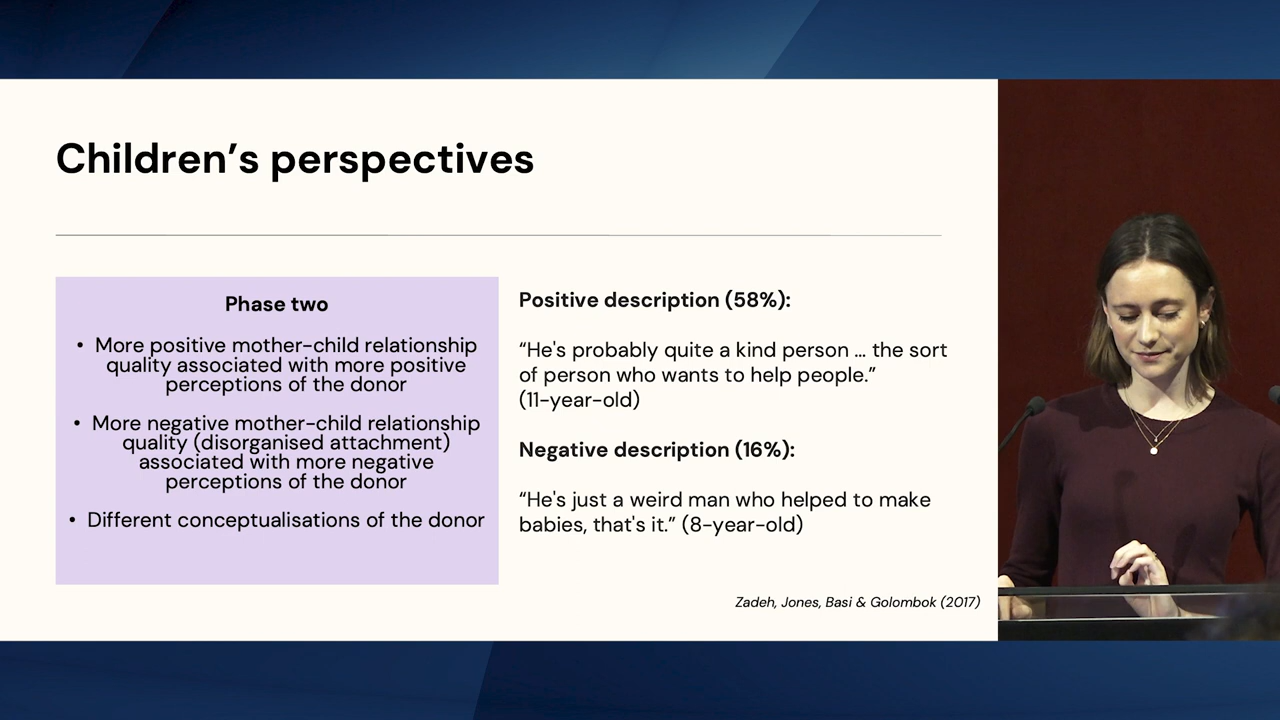 Children’s perspectives
Phase two
• More positive mother-child relationship
quality associated with more positive
perceptions of the donor
• More negative mother-child relationship
quality (disorganised attachment)
associated with more negative
perceptions of the donor
• Different conceptualisations of the donor
Positive description (58%):
“He's probably quite a kind person ... the sort
of person who wants to help people.”
(11-year-old)
Negative description (16%):
“He's just a weird man who helped to make
babies, that's it.” (8-year-old)
Zadeh, Jones, Basi & Golombok (2017)